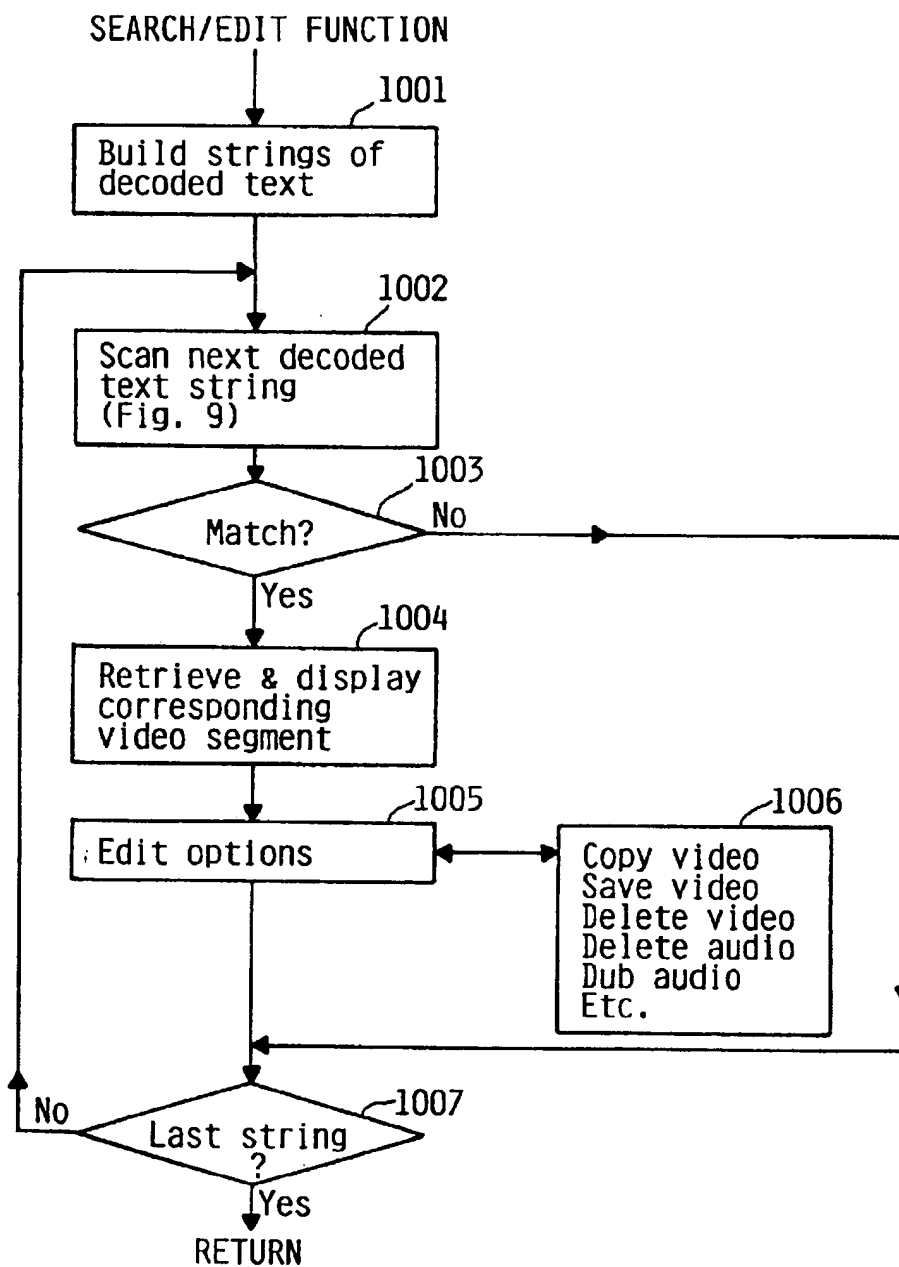 SEARCH/EDIT FUNCTION
1001
Build strings of
decoded text
1002
Scan next decoded
text string
(Fig. 9)
1003
Match?
No
Yes
1004
Retrieve & display
corresponding
video segment
1005
Edit options
1006
Copy video
Save video
Delete video
Delete audio
Dub audio
Etc.
1007
No
Last string
?
Yes
RETURN